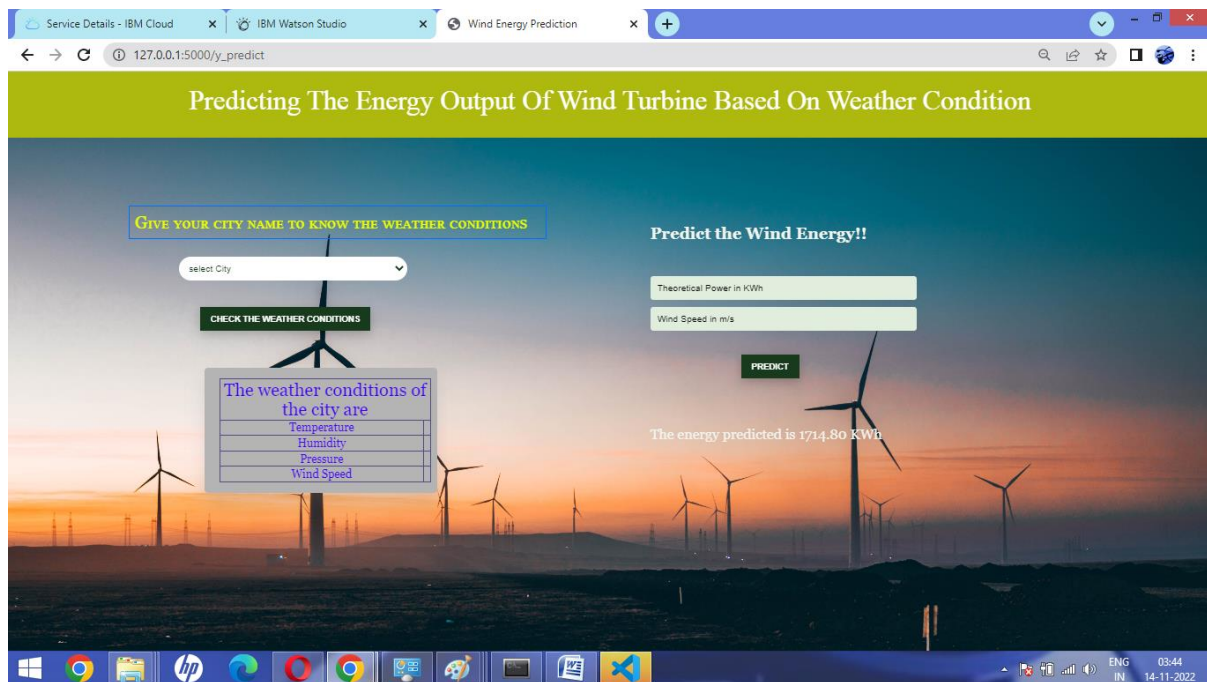 Service Details - IBM Cloud
IBM Watson Studio
Wind Energy Prediction
127.0.0.1:5000/y_predict
Predicting The Energy Output Of Wind Turbine Based On Weather Condition
GIVE YOUR CITY NAME TO KNOW THE WEATHER CONDITIONS
select City
CHECK THE WEATHER CONDITIONS
The weather conditions of
the city are
Temperature
Humidity
Pressure
Wind Speed
Predict the Wind Energy!!
Theoretical Power in KWh
Wind Speed in m/s
PREDICT
The energy predicted is 1714.80 KWh
hp
ENG
IN
03:44
14-11-2022